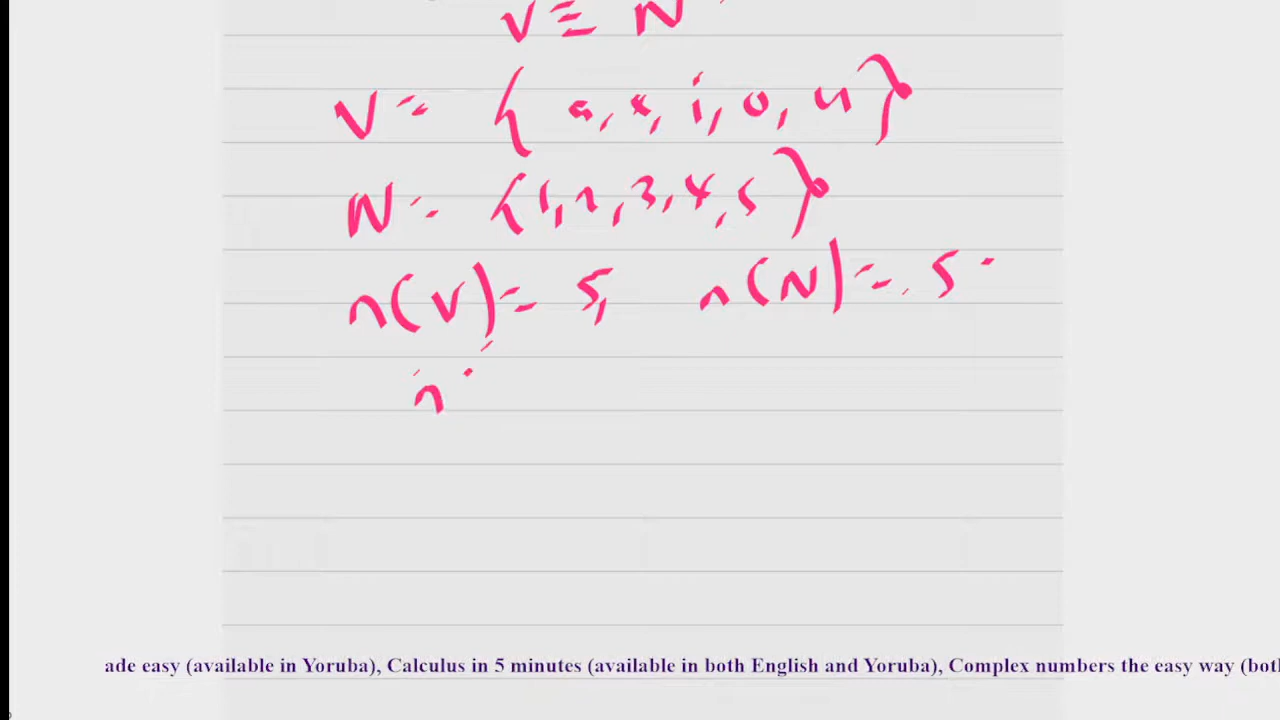 V ≡ N
V = { a, e, i, o, u }
N = { 1, 2, 3, 4, 5 }
n(V) = 5, n(N) = 5.
n
ade easy (available in Yoruba), Calculus in 5 minutes (available in both English and Yoruba), Complex numbers the easy way (both